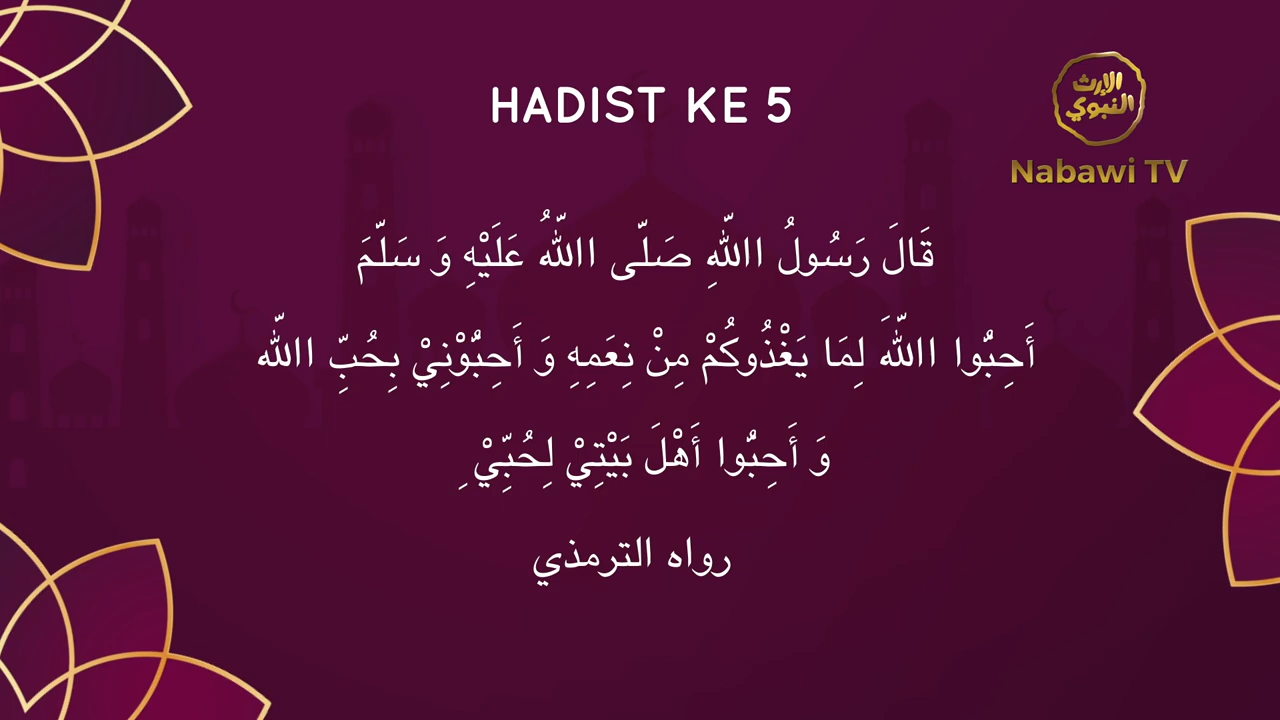 HADIST KE 5
الإرث
النبوي
Nabawi TV
قَالَ رَسُولُ اللّٰهِ صَلّى اللّٰهُ عَلَيْهِ وَ سَلّمَ
أَحِبُّوا اللّٰهَ لِمَا يَغْذُوكُمْ مِنْ نِعَمِهِ وَ أَحِبُّوْنِيْ بِحُبِّ اللّٰه
وَ أَحِبُّوا أَهْلَ بَيْتِيْ لِحُبِّيْ
رواه الترمذي